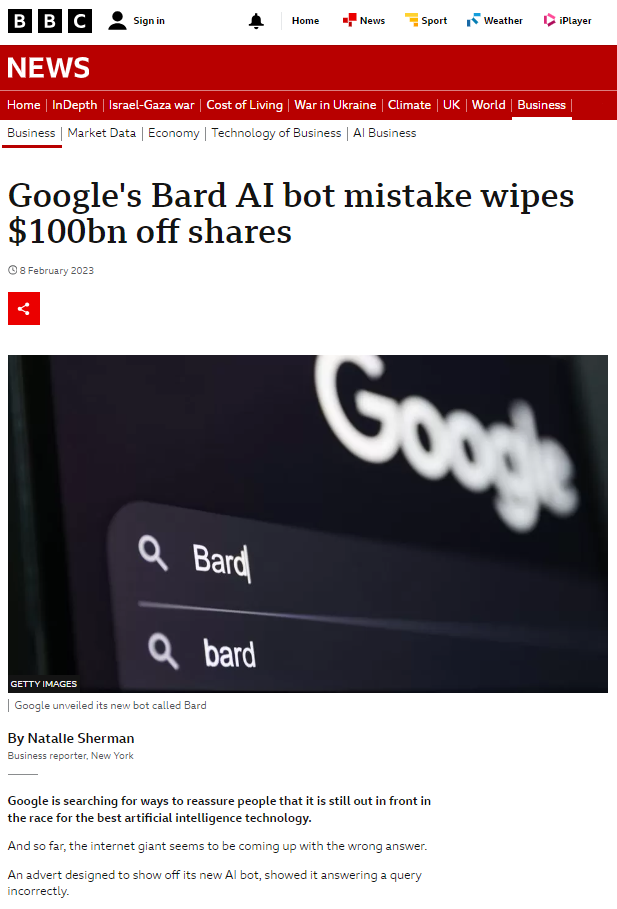 BBC Sign in Home News Sport Weather iPlayer
NEWS
Home InDepth Israel-Gaza war Cost of Living War in Ukraine Climate UK World Business
Business Market Data Economy Technology of Business AI Business
Google's Bard AI bot mistake wipes
$100bn off shares
8 February 2023
Google
Bard
bard
GETTY IMAGES
Google unveiled its new bot called Bard
By Natalie Sherman
Business reporter, New York
Google is searching for ways to reassure people that it is still out in front in
the race for the best artificial intelligence technology.
And so far, the internet giant seems to be coming up with the wrong answer.
An advert designed to show off its new AI bot, showed it answering a query
incorrectly.